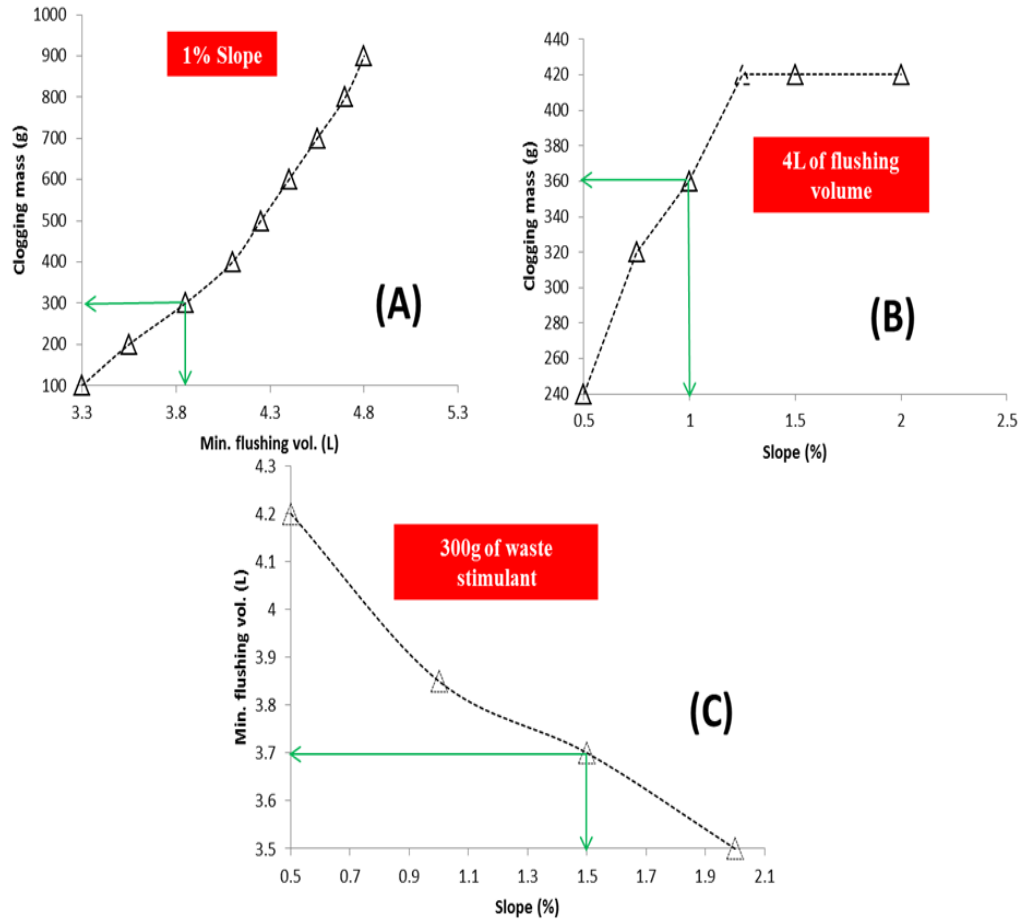 1000
900
800
700
600
500
400
300
200
100
Clogging mass (g)
1% Slope
(A)
3.3 3.8 4.3 4.8 5.3
Min. flushing vol. (L)
440
420
400
380
360
340
320
300
280
260
240
Clogging mass (g)
4L of flushing
volume
(B)
0.5 1 1.5 2 2.5
Slope (%)
4.3
4.2
4.1
4
3.9
3.8
3.7
3.6
3.5
Min. flushing vol. (L)
300g of waste
stimulant
(C)
0.5 0.7 0.9 1.1 1.3 1.5 1.7 1.9 2.1
Slope (%)